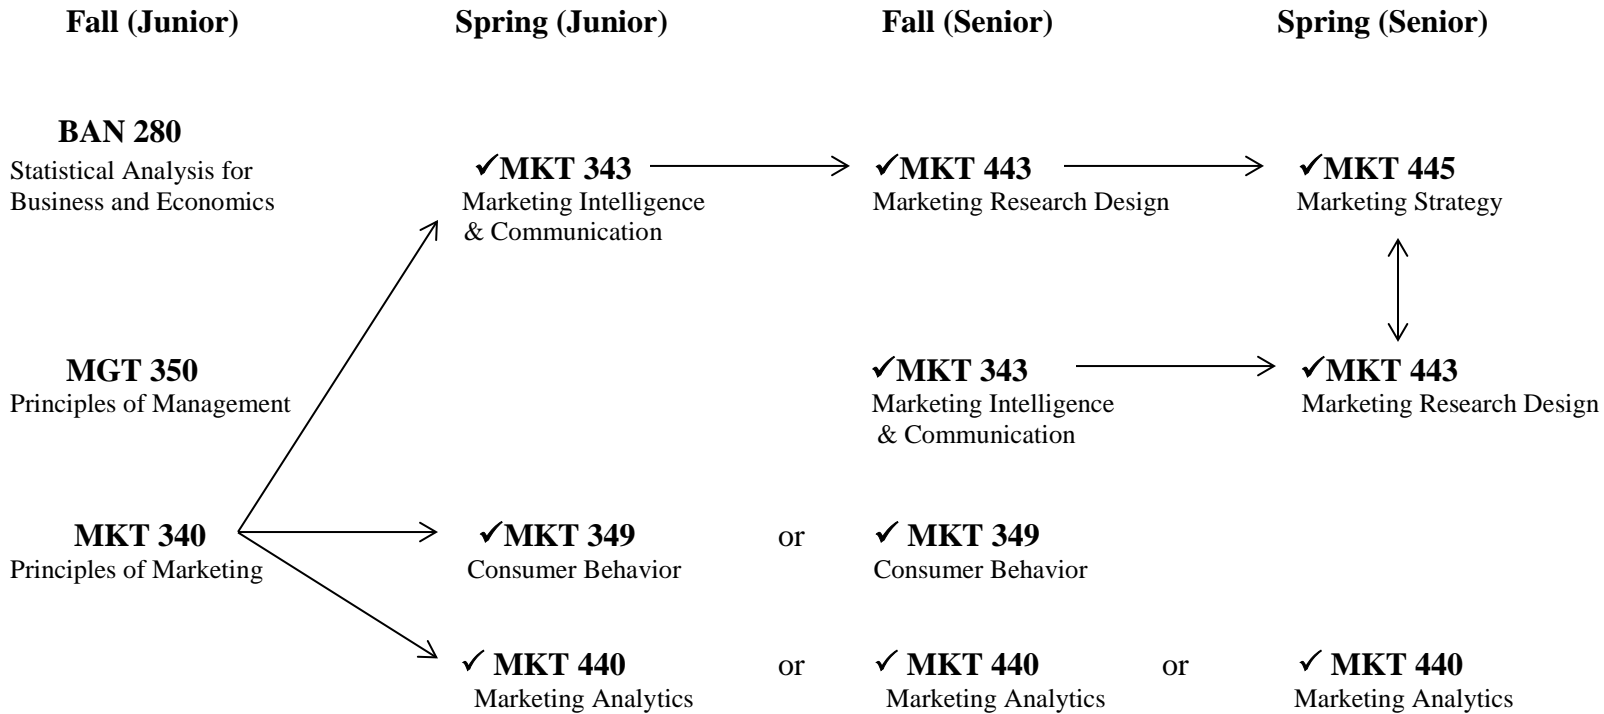 Fall (Junior) Spring (Junior) Fall (Senior) Spring (Senior)
BAN 280
Statistical Analysis for
Business and Economics
✓MKT 343
Marketing Intelligence
& Communication
✓MKT 443
Marketing Research Design
✓MKT 445
Marketing Strategy
MGT 350
Principles of Management
✓MKT 343
Marketing Intelligence
& Communication
✓MKT 443
Marketing Research Design
MKT 340
Principles of Marketing
✓MKT 349
Consumer Behavior
or
✓ MKT 349
Consumer Behavior
✓ MKT 440
Marketing Analytics
or
✓ MKT 440
Marketing Analytics
or
✓ MKT 440
Marketing Analytics